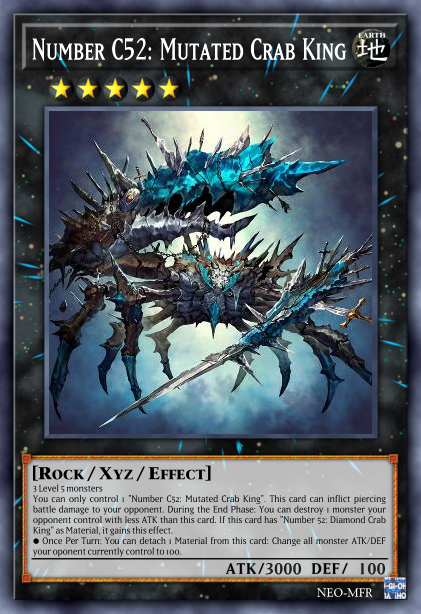 Number C52: Mutated Crab King
EARTH
地
[Rock / Xyz / Effect]
3 Level 5 monsters
You can only control 1 "Number C52: Mutated Crab King". This card can inflict piercing
battle damage to your opponent. During the End Phase: You can destroy 1 monster your
opponent control with less ATK than this card. If this card has "Number 52: Diamond Crab
King" as Material, it gains this effect.
● Once Per Turn: You can detach 1 Material from this card: Change all monster ATK/DEF
your oponent currently control to 100.
ATK/3000 DEF/ 100
NEO-MFR